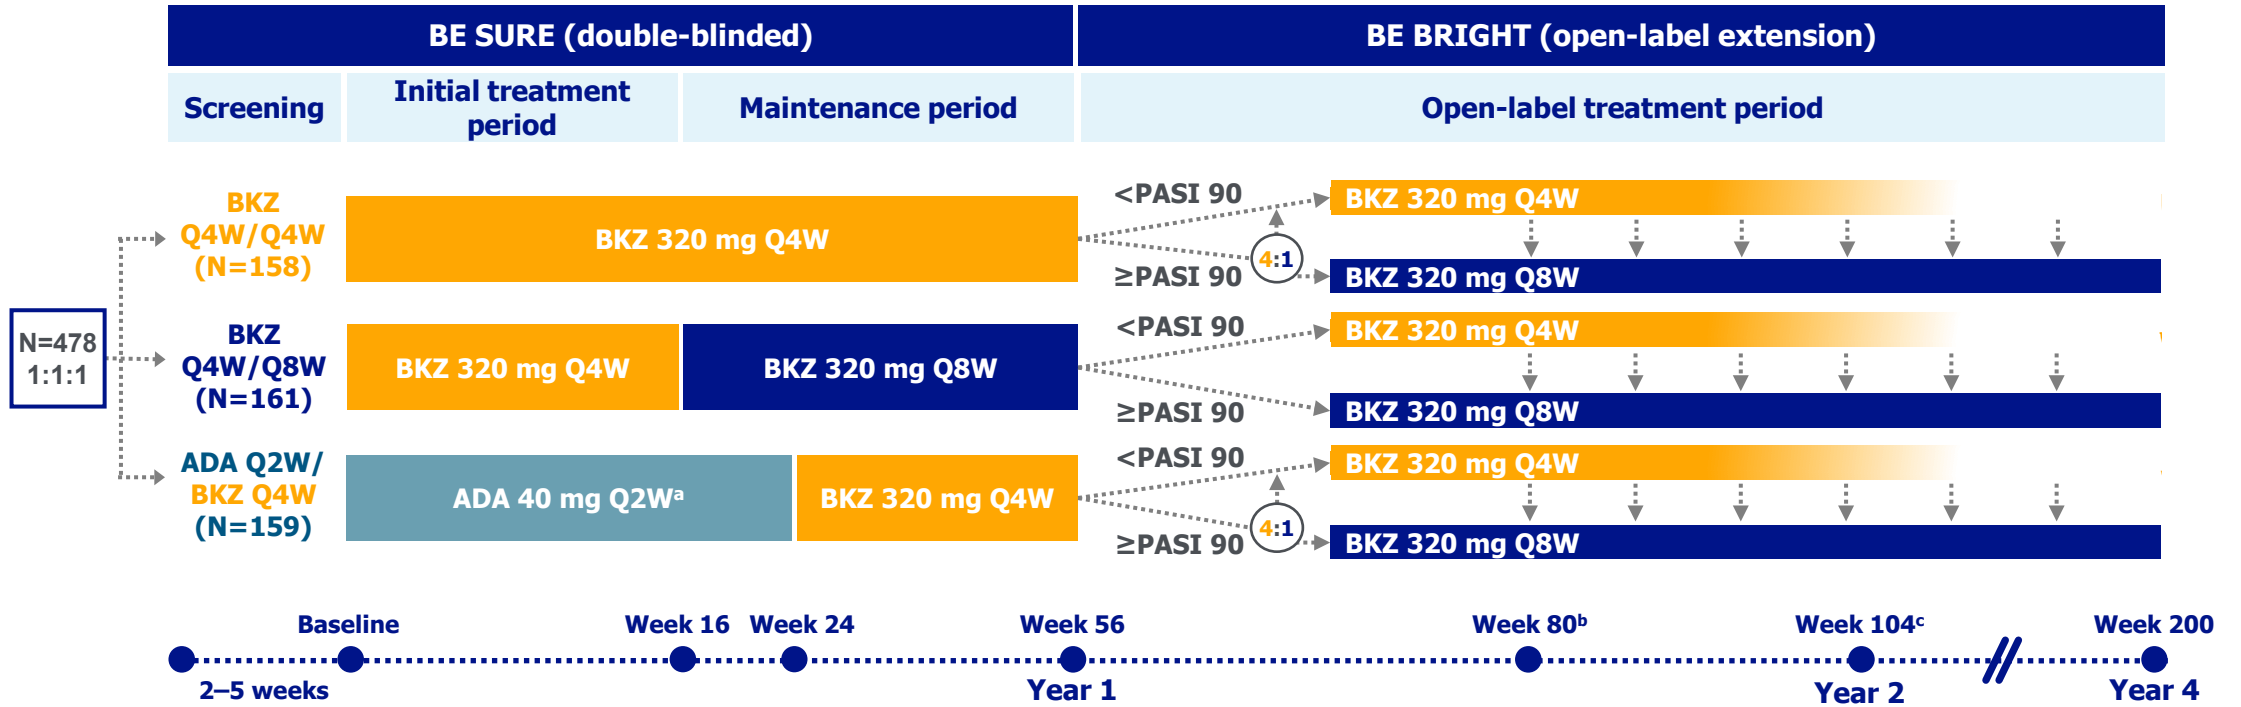 BE SURE (double-blinded)
BE BRIGHT (open-label extension)
Screening
Initial treatment
period
Maintenance period
Open-label treatment period
N=478
1:1:1
BKZ
Q4W/Q4W
(N=158)
BKZ 320 mg Q4W
<PASI 90
≥PASI 90
4:1
BKZ 320 mg Q4W
BKZ 320 mg Q8W
BKZ
Q4W/Q8W
(N=161)
BKZ 320 mg Q4W
BKZ 320 mg Q8W
<PASI 90
≥PASI 90
BKZ 320 mg Q4W
BKZ 320 mg Q8W
ADA Q2W/
BKZ Q4W
(N=159)
ADA 40 mg Q2Wᵃ
BKZ 320 mg Q4W
<PASI 90
≥PASI 90
4:1
BKZ 320 mg Q4W
BKZ 320 mg Q8W
Baseline
Week 16
Week 24
Week 56
Week 80ᵇ
Week 104ᶜ
Week 200
2–5 weeks
Year 1
Year 2
Year 4